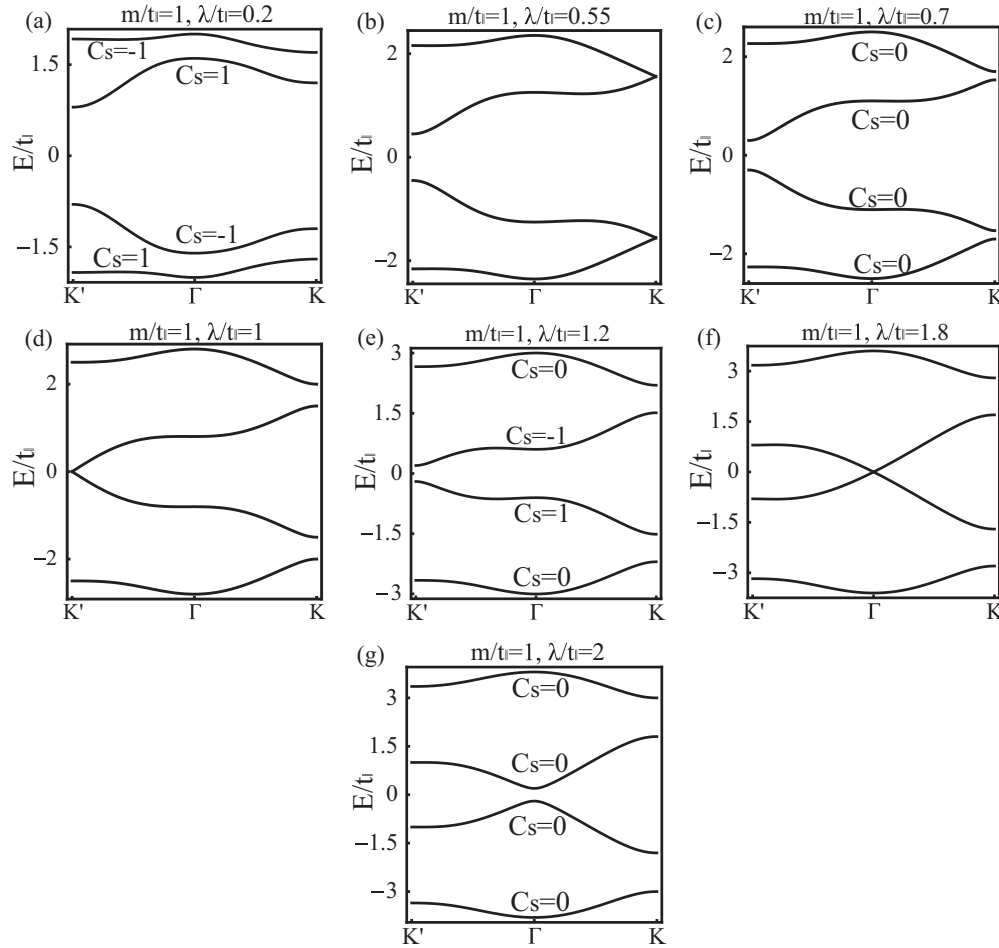 (a) m/t∥=1, λ/t∥=0.2
Cs=-1
1.5
Cs=1
E/t∥
0
Cs=-1
−1.5
Cs=1
K' Γ K
(b) m/t∥=1, λ/t∥=0.55
2
E/t∥
0
−2
K' Γ K
(c) m/t∥=1, λ/t∥=0.7
2
Cs=0
Cs=0
E/t∥
0
Cs=0
−2
Cs=0
K' Γ K
(d) m/t∥=1, λ/t∥=1
2
E/t∥
0
−2
K' Γ K
(e) m/t∥=1, λ/t∥=1.2
3
Cs=0
1.5
Cs=-1
E/t∥
0
Cs=1
−1.5
Cs=0
−3
K' Γ K
(f) m/t∥=1, λ/t∥=1.8
3
1.5
E/t∥
0
−1.5
−3
K' Γ K
(g) m/t∥=1, λ/t∥=2
3
Cs=0
1.5
Cs=0
E/t∥
0
Cs=0
−1.5
−3
Cs=0
K' Γ K